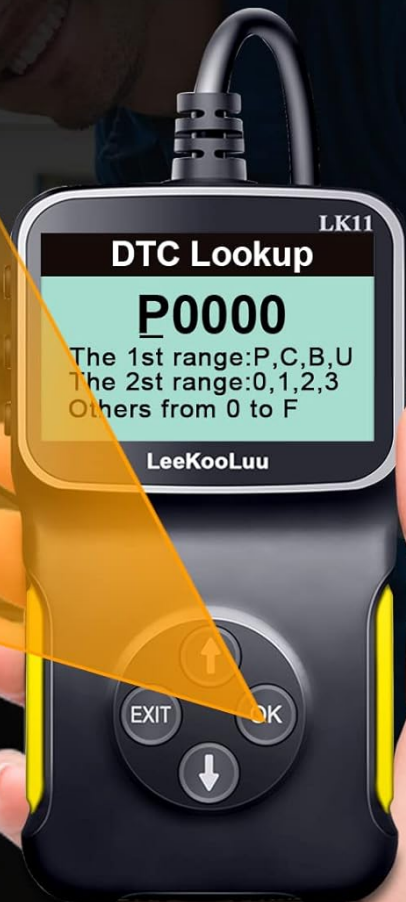 LK11
DTC Lookup
P0000
The 1st range:P,C,B,U
The 2st range:0,1,2,3
Others from 0 to F
LeeKooLuu
EXIT
OK